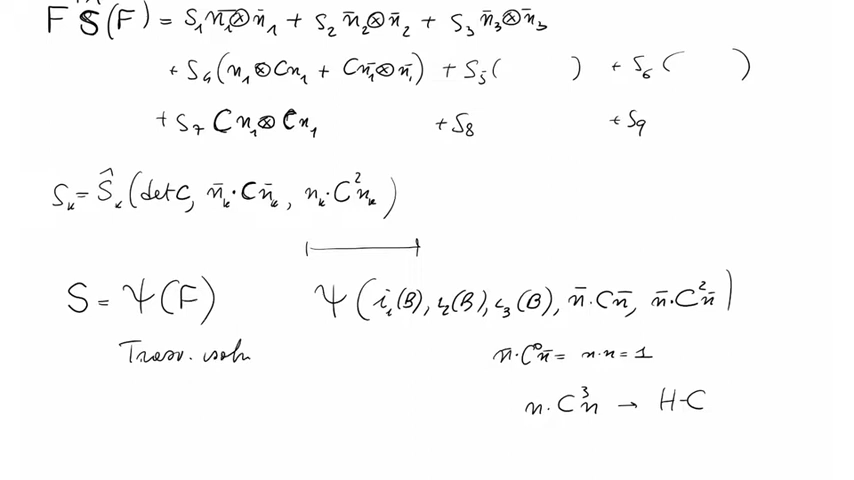 F Ŝ(F) = S₁ n̄₁⊗n̄₁ + S₂ n̄₂⊗n̄₂ + S₃ n̄₃⊗n̄₃
+ S₄(n₁⊗Cn₁ + Cn̄₁⊗n̄₁) + S₅( ) + S₆( )
+ S₇ Cn₁⊗Cn₁ + S₈ + S₉
Sₖ = Ŝₖ(det C, n̄ₖ·Cn̄ₖ, nₖ·C²nₖ)
S = Ψ(F) Ψ(i₁(B), i₂(B), i₃(B), n̄·Cn̄, n̄·C²n̄)
Trasv. n̄·C⁰n̄ = n·n = 1
n·C³n → H-C